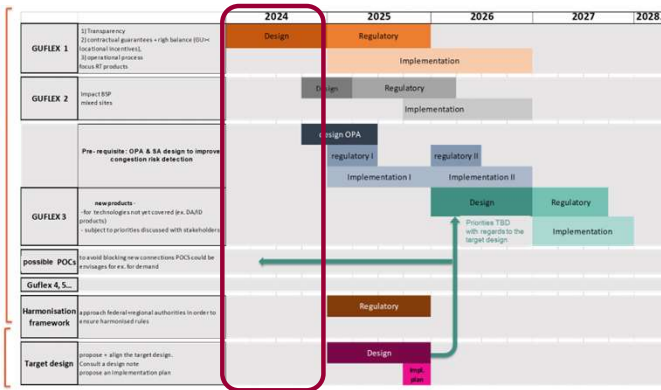 2024 2025 2026 2027 2028.
GUFLEX 1
1) Transparency
2) contractual guarantees + righ balance (GU><
locational Incentives),
3) operational process
focus RT products
Design
Regulatory
Implementation
GUFLEX 2
Impact BSP
mixed sites
Design
Regulatory
Implementation
Pre- requisite: OPA & SA design to improve
congestion risk detection
design OPA
regulatory I
regulatory II
Implementation I
Implementation II
GUFLEX 3
new products -
- for technologies not yet covered (ex. DA/ID
products)
- subject to priorities discussed with stakeholders
Design
Regulatory
Priorities TBD
with regards to the
target design
Implementation
possible POCs
to avoid blocking new connections POCS could be
envisages for ex. for demand
Guflex 4, 5...
Harmonisation
framework
approach federal+regional authorities in order to
ensure harmonised rules
Regulatory
Target design
propose + align the target design.
Consult a design note
propose an implementation plan
Design
Impl.
plan